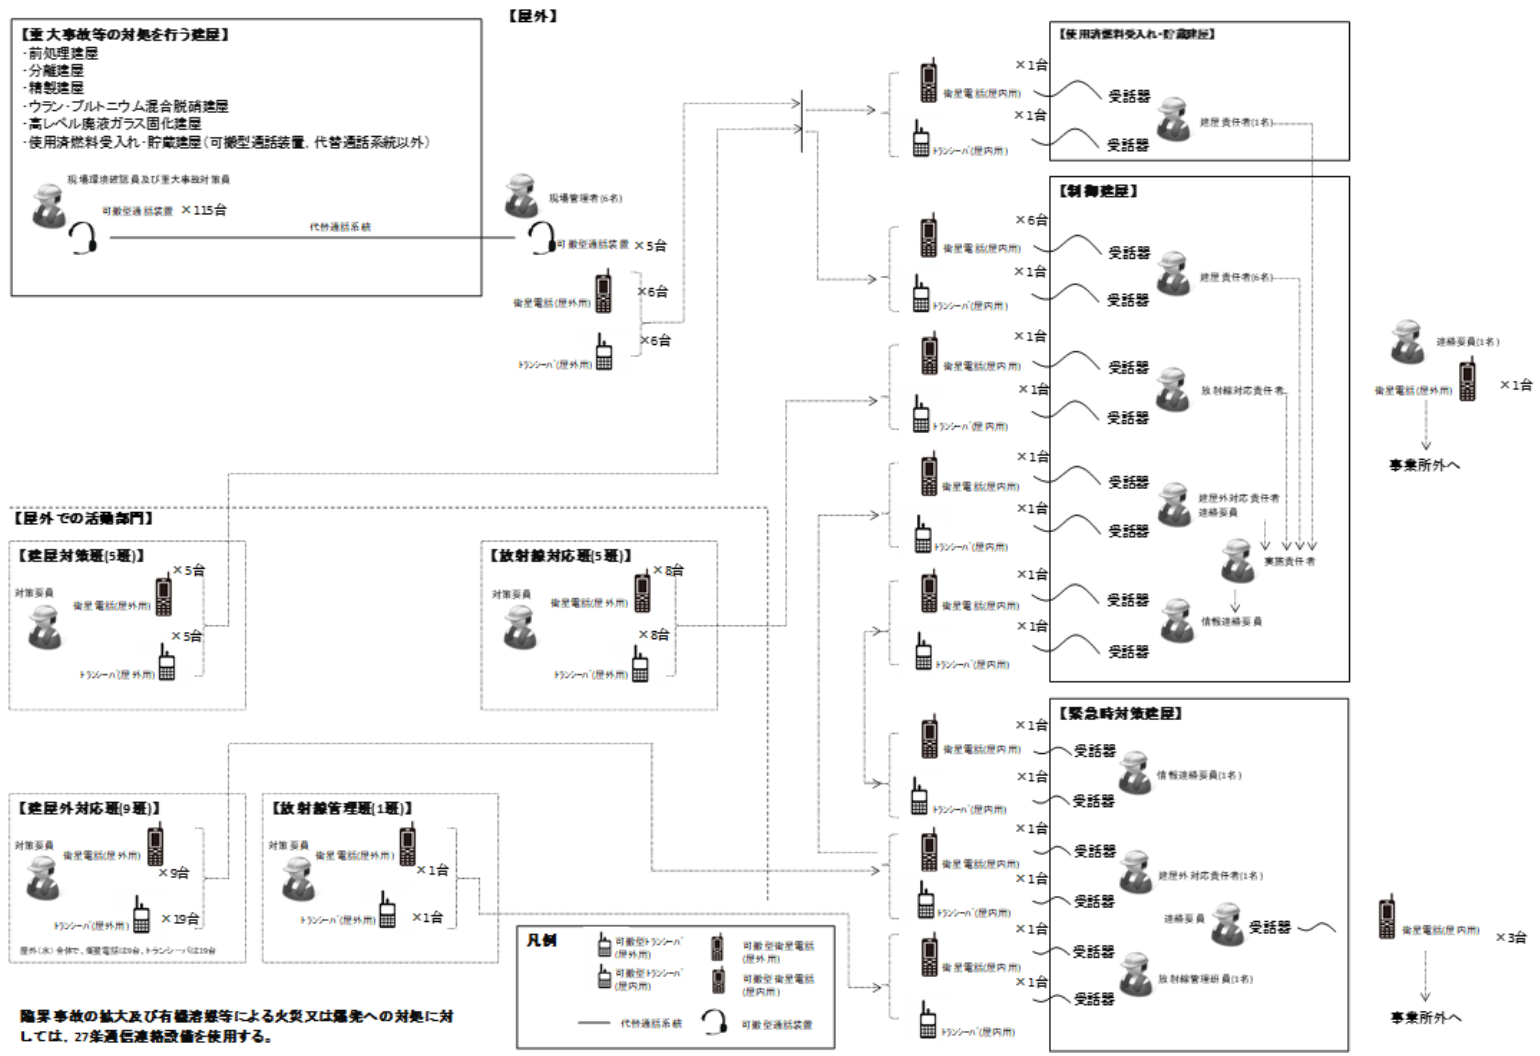 【屋外】
【重大事故等の対処を行う建屋】
・前処理建屋
・分離建屋
・精製建屋
・ウラン・プルトニウム混合脱硝建屋
・高レベル廃液ガラス固化建屋
・使用済燃料受入れ・貯蔵建屋(可搬型通話装置、代替通話系統以外)
現場環境確認員及び重大事故対策員
可搬型通話装置 ×115台
代替通話系統
現場管理者(6名)
可搬型通話装置 ×5台
衛星電話(屋外用)
×6台
×6台
トランシーバ(屋外用)
【屋外での活動部門】
【建屋対策班(5班)】
×5台
対策要員
衛星電話(屋外用)
×5台
トランシーバ(屋外用)
【放射線対応班(5班)】
×8台
対策要員
衛星電話(屋外用)
×8台
トランシーバ(屋外用)
【建屋外対応班(9班)】
対策要員
衛星電話(屋外用)
×9台
トランシーバ(屋外用)
×19台
屋外(水)全体で、衛星電話は9台、トランシーバは19台
【放射線管理班(1班)】
対策要員
衛星電話(屋外用)
×1台
トランシーバ(屋外用)
×1台
臨界事故の拡大及び有機溶媒等による火災又は爆発への対処に対
しては、27条通信連絡設備を使用する。
凡例
可搬型トランシーバ
(屋外用)
可搬型衛星電話
(屋外用)
可搬型トランシーバ
(屋内用)
可搬型衛星電話
(屋内用)
代替通話系統
可搬型通話装置
【使用済燃料受入れ・貯蔵建屋】
×1台
衛星電話(屋内用)
受話器
×1台
建屋責任者(1名)
トランシーバ(屋内用)
受話器
【制御建屋】
×6台
衛星電話(屋内用)
受話器
×1台
建屋責任者(6名)
トランシーバ(屋内用)
受話器
×1台
衛星電話(屋内用)
受話器
×1台
放射線対応責任者
トランシーバ(屋内用)
受話器
×1台
衛星電話(屋内用)
受話器
×1台
建屋外対応責任者
連絡要員
トランシーバ(屋内用)
受話器
実施責任者
×1台
衛星電話(屋内用)
受話器
×1台
情報連絡要員
トランシーバ(屋内用)
受話器
連絡要員(1名)
衛星電話(屋外用)
×1台
事業所外へ
【緊急時対策建屋】
×1台
衛星電話(屋内用)
受話器
×1台
情報連絡要員(1名)
トランシーバ(屋内用)
受話器
×1台
衛星電話(屋内用)
受話器
×1台
建屋外対応責任者(1名)
トランシーバ(屋内用)
受話器
連絡要員
受話器
×1台
衛星電話(屋内用)
受話器
×1台
放射線管理班員(1名)
トランシーバ(屋内用)
受話器
衛星電話(屋内用)
×3台
事業所外へ